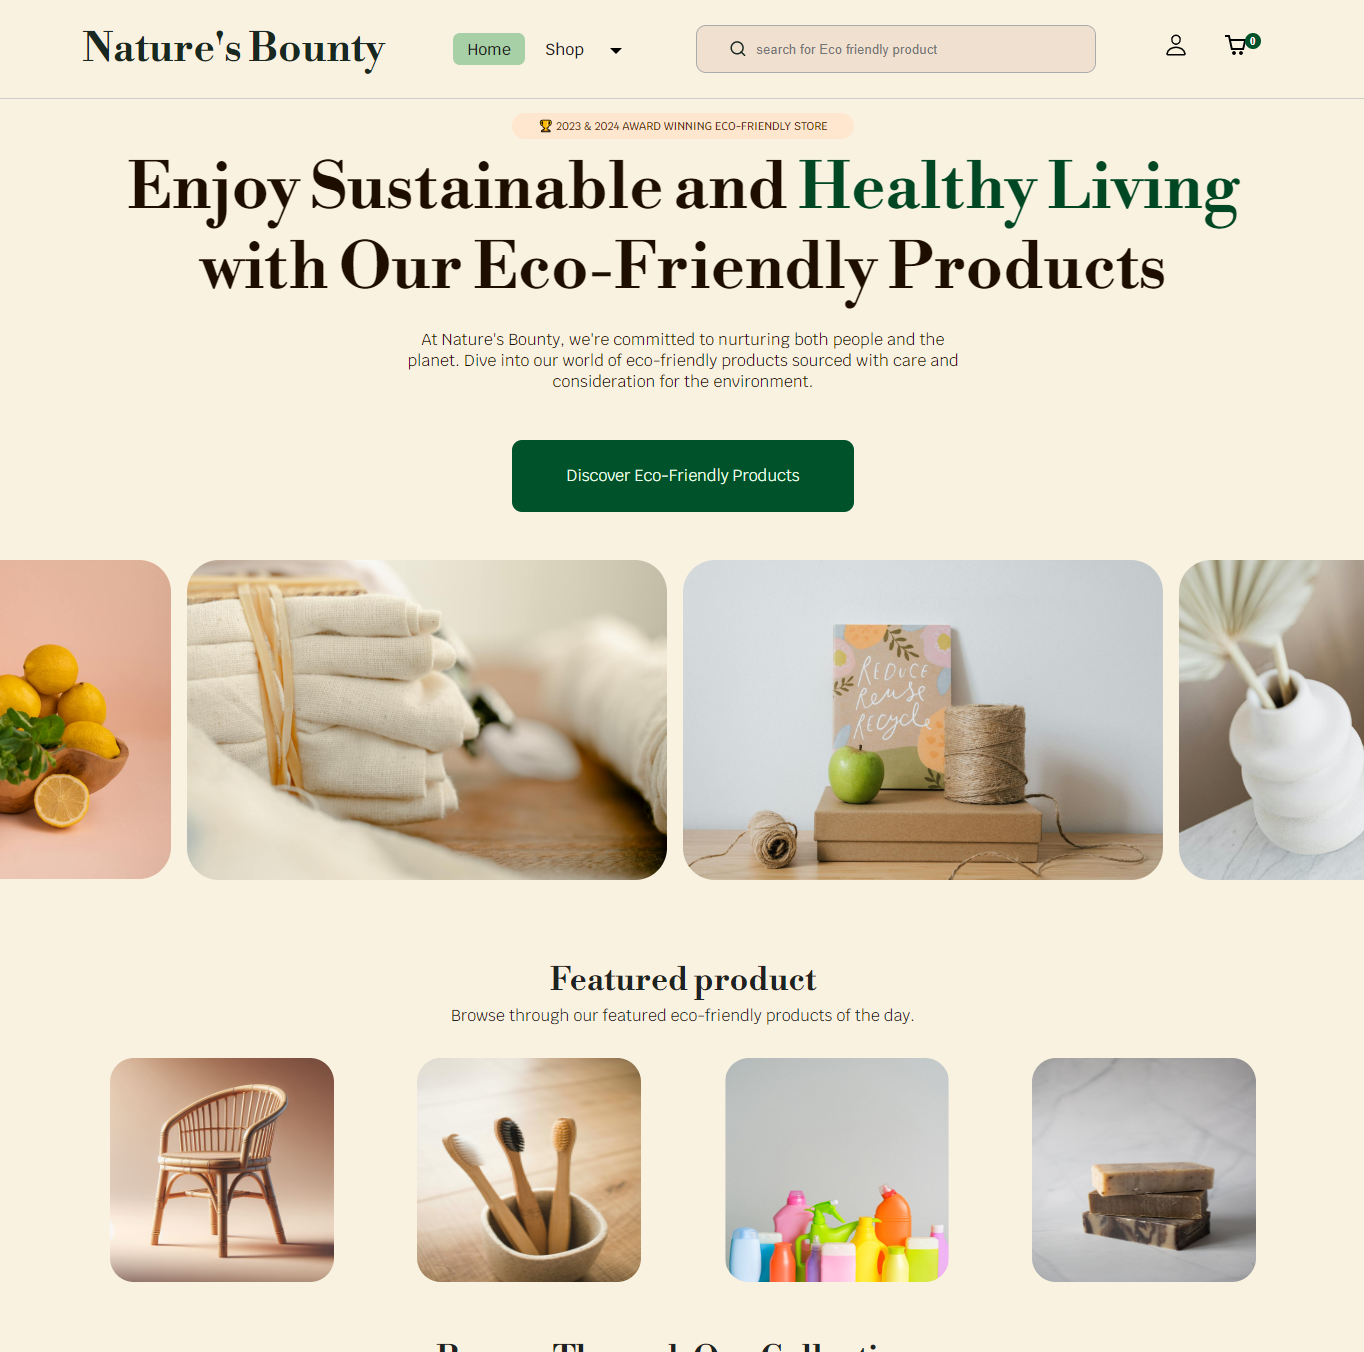 Nature's Bounty
Home
Shop
search for Eco friendly product
0
2023 & 2024 AWARD WINNING ECO-FRIENDLY STORE
Enjoy Sustainable and Healthy Living
with Our Eco-Friendly Products
At Nature's Bounty, we're committed to nurturing both people and the
planet. Dive into our world of eco-friendly products sourced with care and
consideration for the environment.
Discover Eco-Friendly Products
REDUCE
Reuse
RECYCLE
Featured product
Browse through our featured eco-friendly products of the day.